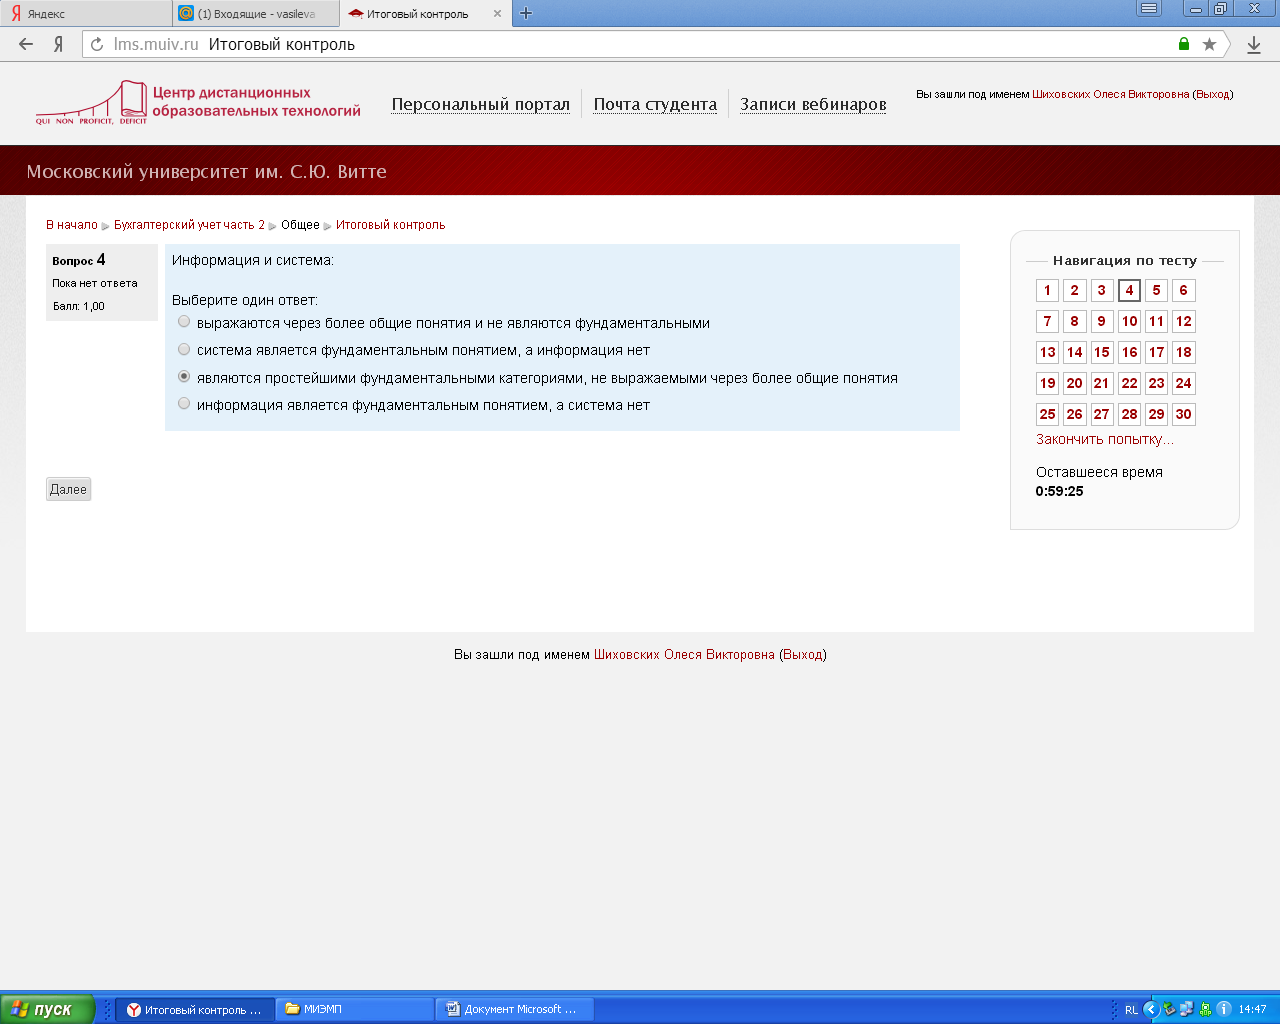 Яндекс
(1) Входящие - vasileva
Итоговый контроль
lms.muiv.ru Итоговый контроль
Центр дистанционных
образовательных технологий
QUI NON PROFICIT, DEFICIT
Персональный портал
Почта студента
Записи вебинаров
Вы зашли под именем Шиховских Олеся Викторовна (Выход)
Московский университет им. С.Ю. Витте
В начало Бухгалтерский учет часть 2 Общее Итоговый контроль
Вопрос 4
Пока нет ответа
Балл: 1,00
Информация и система:
Выберите один ответ:
выражаются через более общие понятия и не являются фундаментальными
система является фундаментальным понятием, а информация нет
являются простейшими фундаментальными категориями, не выражаемыми через более общие понятия
информация является фундаментальным понятием, а система нет
Далее
Навигация по тесту
1 2 3 4 5 6
7 8 9 10 11 12
13 14 15 16 17 18
19 20 21 22 23 24
25 26 27 28 29 30
Закончить попытку...
Оставшееся время
0:59:25
Вы зашли под именем Шиховских Олеся Викторовна (Выход)
пуск
Итоговый контроль ...
МИЭМП
Документ Microsoft ...
RL
14:47